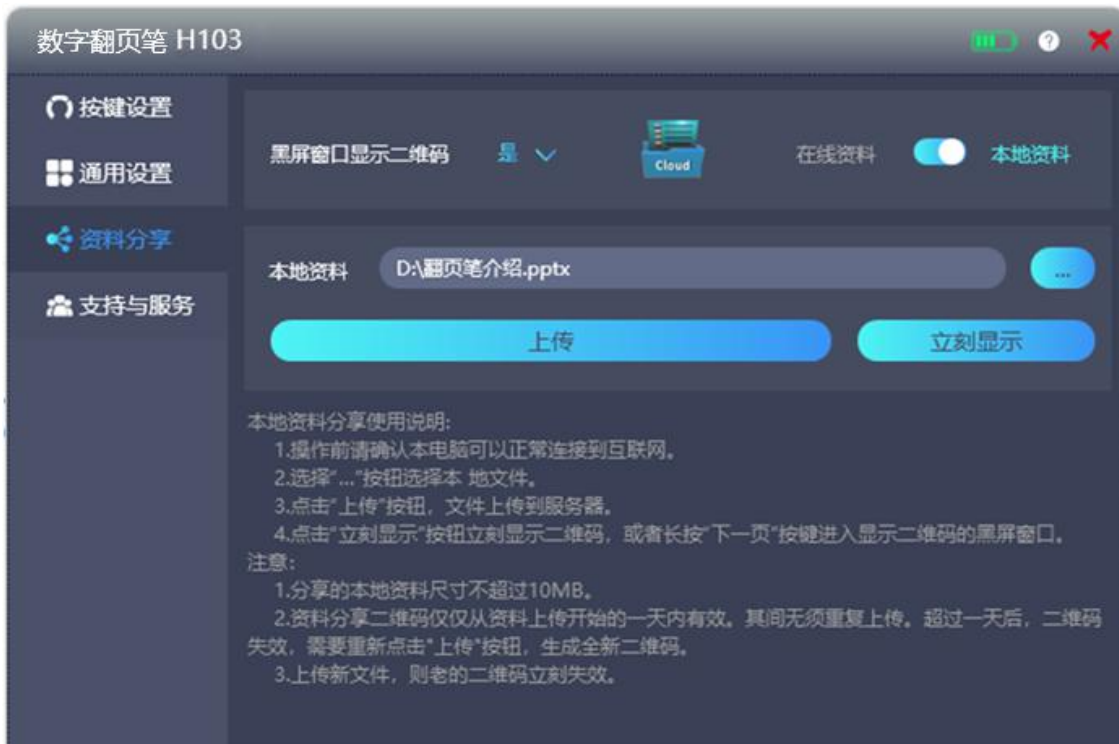 数字翻页笔 H103
?
按键设置
通用设置
资料分享
支持与服务
黑屏窗口显示二维码 是 Cloud 在线资料 本地资料
本地资料 D:\翻页笔介绍.pptx ...
上传 立刻显示
本地资料分享使用说明:
1.操作前请确认本电脑可以正常连接到互联网。
2.选择"..."按钮选择本 地文件。
3.点击"上传"按钮，文件上传到服务器。
4.点击"立刻显示"按钮立刻显示二维码，或者长按"下一页"按键进入显示二维码的黑屏窗口。
注意:
1.分享的本地资料尺寸不超过10MB。
2.资料分享二维码仅仅从资料上传开始的一天内有效。其间无须重复上传。超过一天后，二维码
失效，需要重新点击"上传"按钮，生成全新二维码。
3.上传新文件，则老的二维码立刻失效。